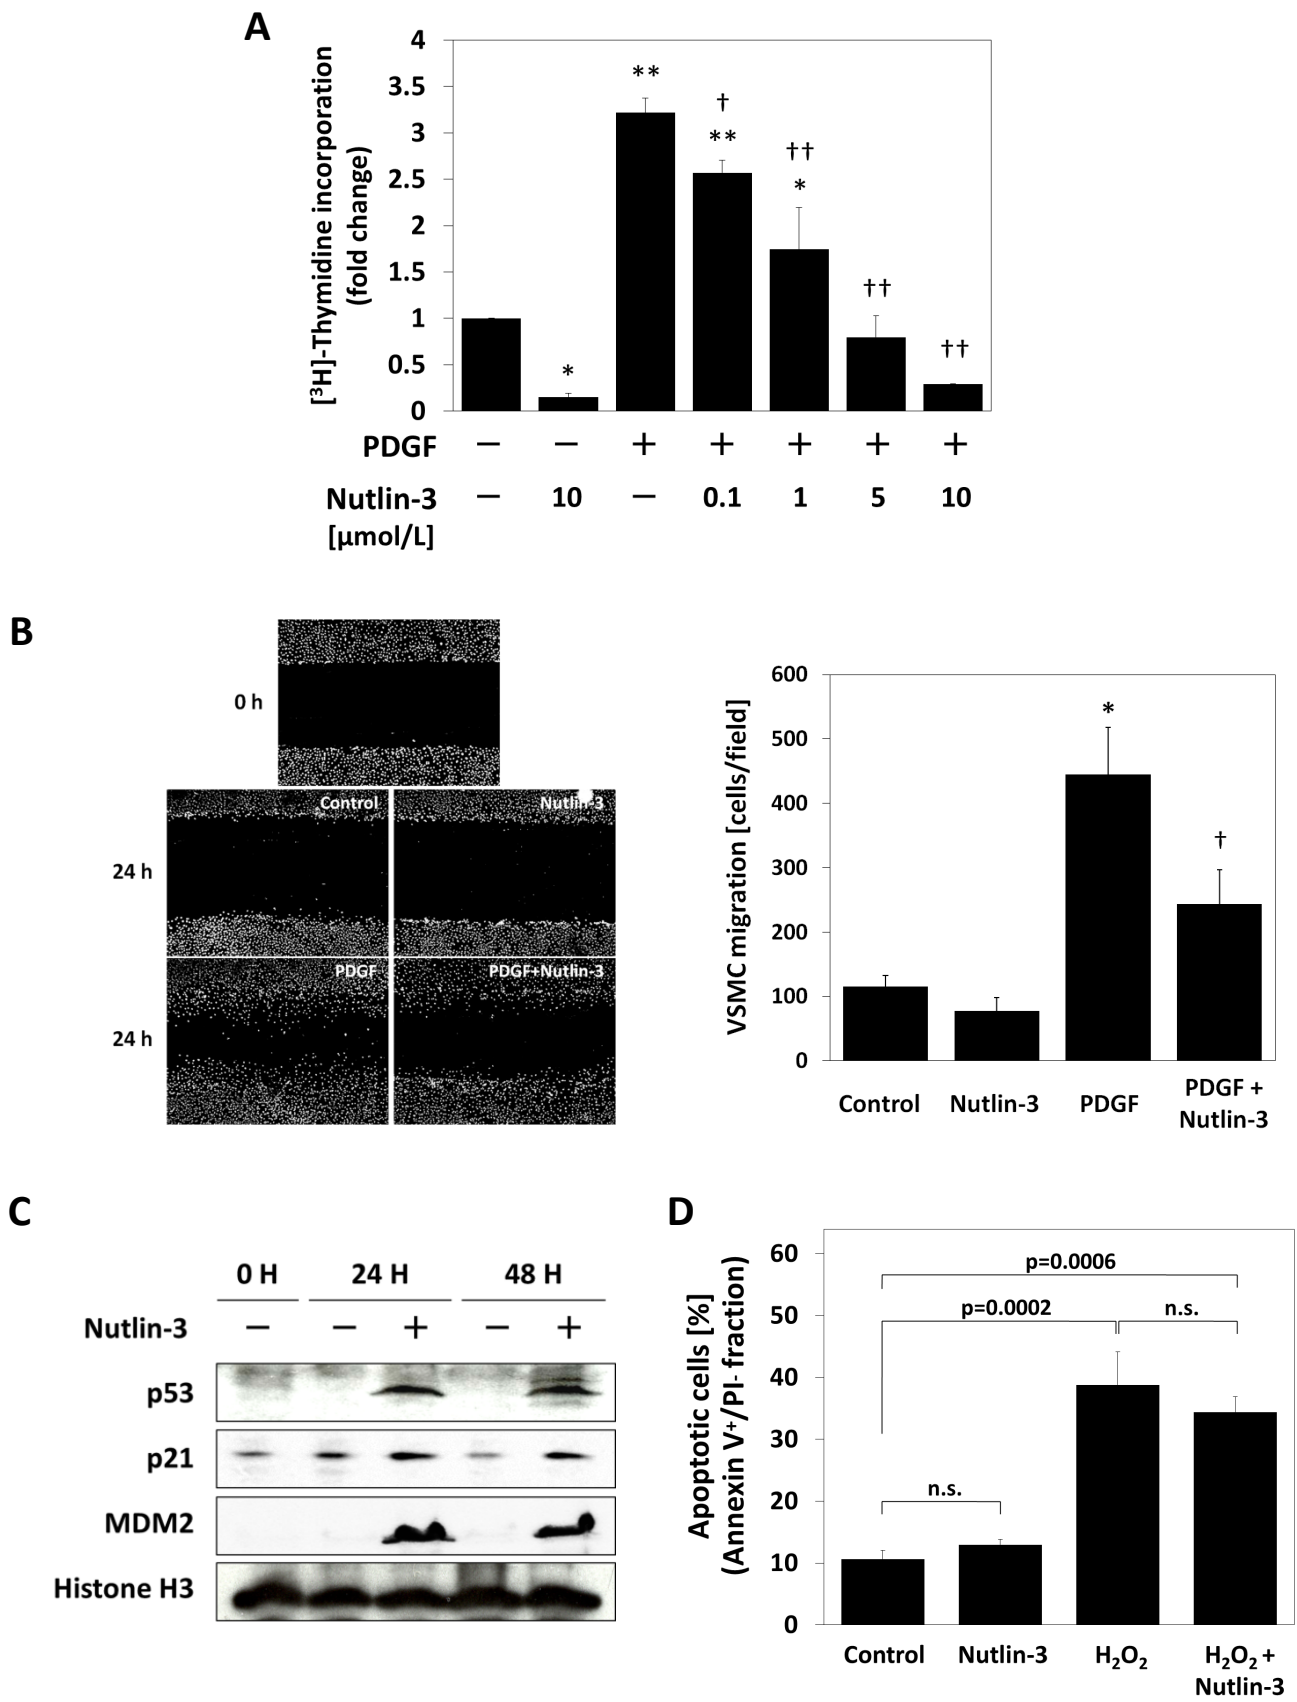 A
[³H]-Thymidine incorporation
(fold change)
4
3.5
3
2.5
2
1.5
1
0.5
0
*
**
†
**
††
*
††
††
PDGF − − + + + + +
Nutlin-3 − 10 − 0.1 1 5 10
[µmol/L]
B
0 h
24 h
Control
Nutlin-3
24 h
PDGF
PDGF+Nutlin-3
VSMC migration [cells/field]
600
500
400
300
200
100
0
*
†
Control
Nutlin-3
PDGF
PDGF +
Nutlin-3
C
0 H 24 H 48 H
Nutlin-3 − − + − +
p53
p21
MDM2
Histone H3
D
Apoptotic cells [%]
(Annexin V⁺/PI⁻ fraction)
60
50
40
30
20
10
0
p=0.0006
p=0.0002
n.s.
n.s.
Control
Nutlin-3
H₂O₂
H₂O₂ +
Nutlin-3